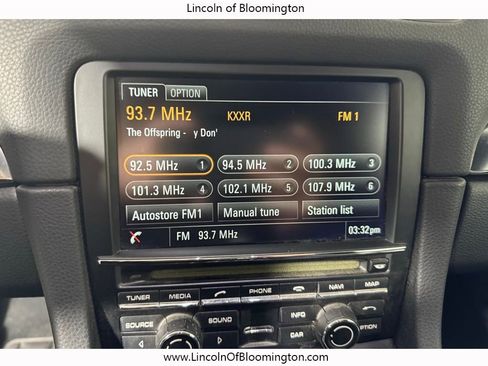 Lincoln of Bloomington
TUNER OPTION
93.7 MHz KXXR FM 1
The Offspring - y Don'
92.5 MHz 1 94.5 MHz 2 100.3 MHz 3
101.3 MHz 4 102.1 MHz 5 107.9 MHz 6
Autostore FM1 Manual tune Station list
FM 93.7 MHz 03:32pm
TUNER MEDIA PHONE NAVI MAP
SOURCE SOUND INFO OPTION
CAR
www.LincolnOfBloomington.com